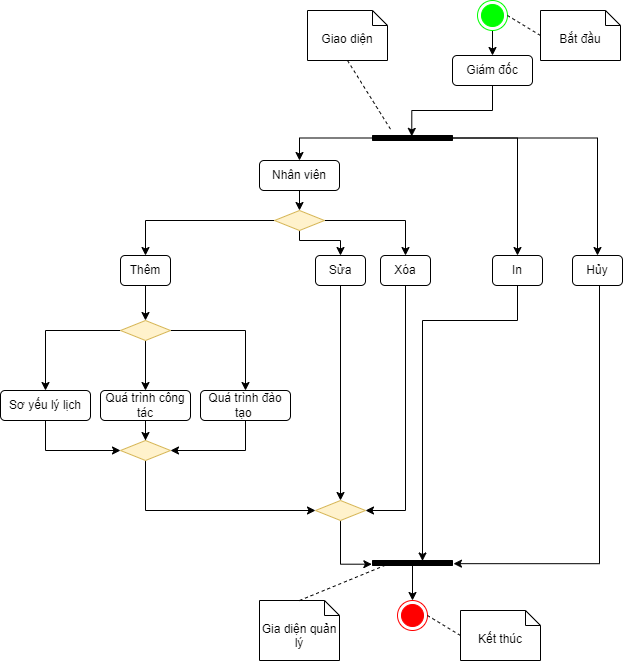 Giao diện
Bắt đầu
Giám đốc
Nhân viên
Thêm
Sửa
Xóa
In
Hủy
Sơ yếu lý lịch
Quá trình công
tác
Quá trình đào
tạo
Gia diện quản
lý
Kết thúc